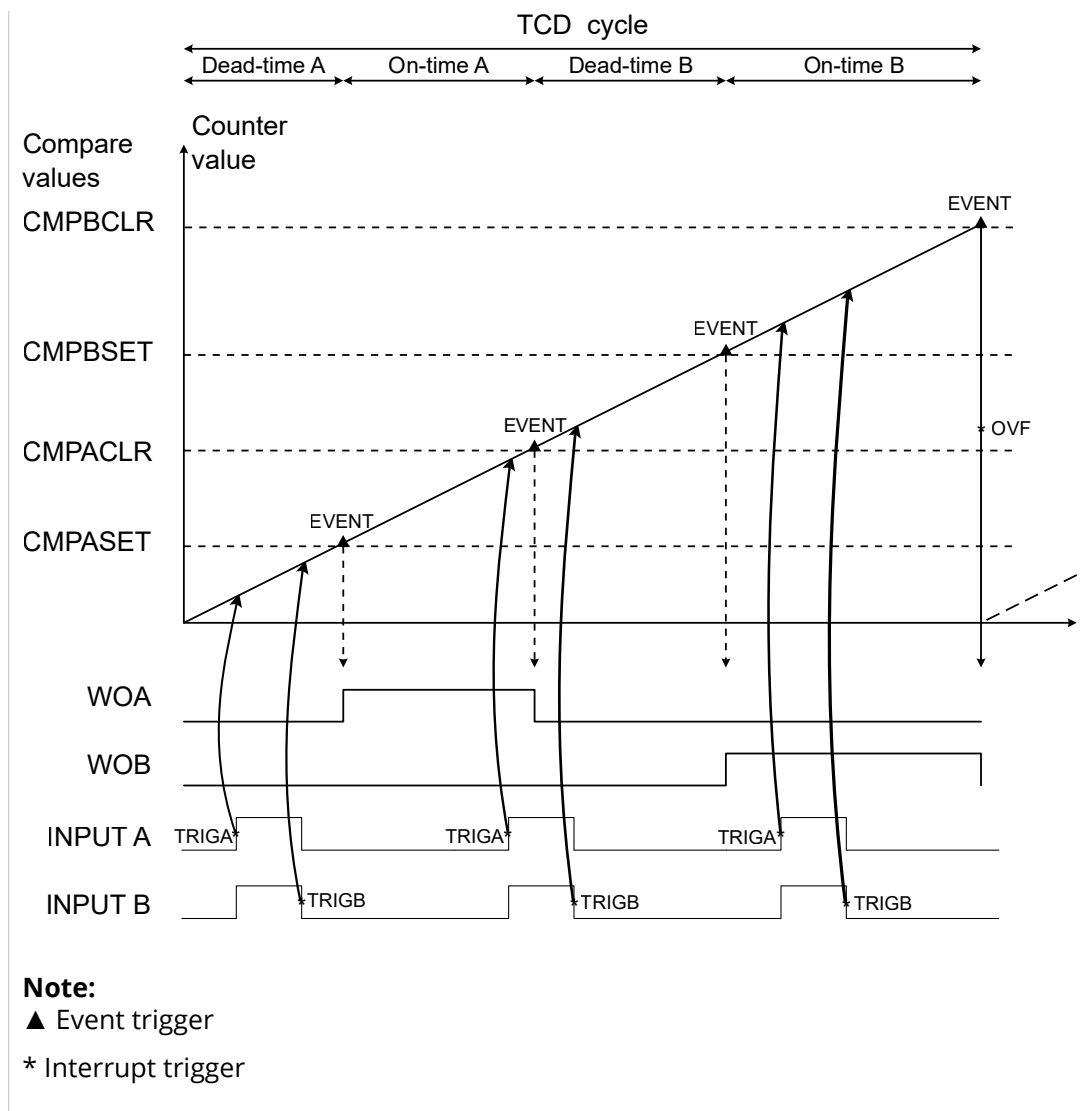 TCD cycle
Dead-time A
On-time A
Dead-time B
On-time B
Compare
values
Counter
value
CMPBCLR
EVENT
CMPBSET
EVENT
CMPACLR
EVENT
* OVF
CMPASET
EVENT
WOA
WOB
INPUT A
TRIGA*
TRIGA*
TRIGA*
INPUT B
*TRIGB
*TRIGB
*TRIGB
Note:
▲ Event trigger
* Interrupt trigger